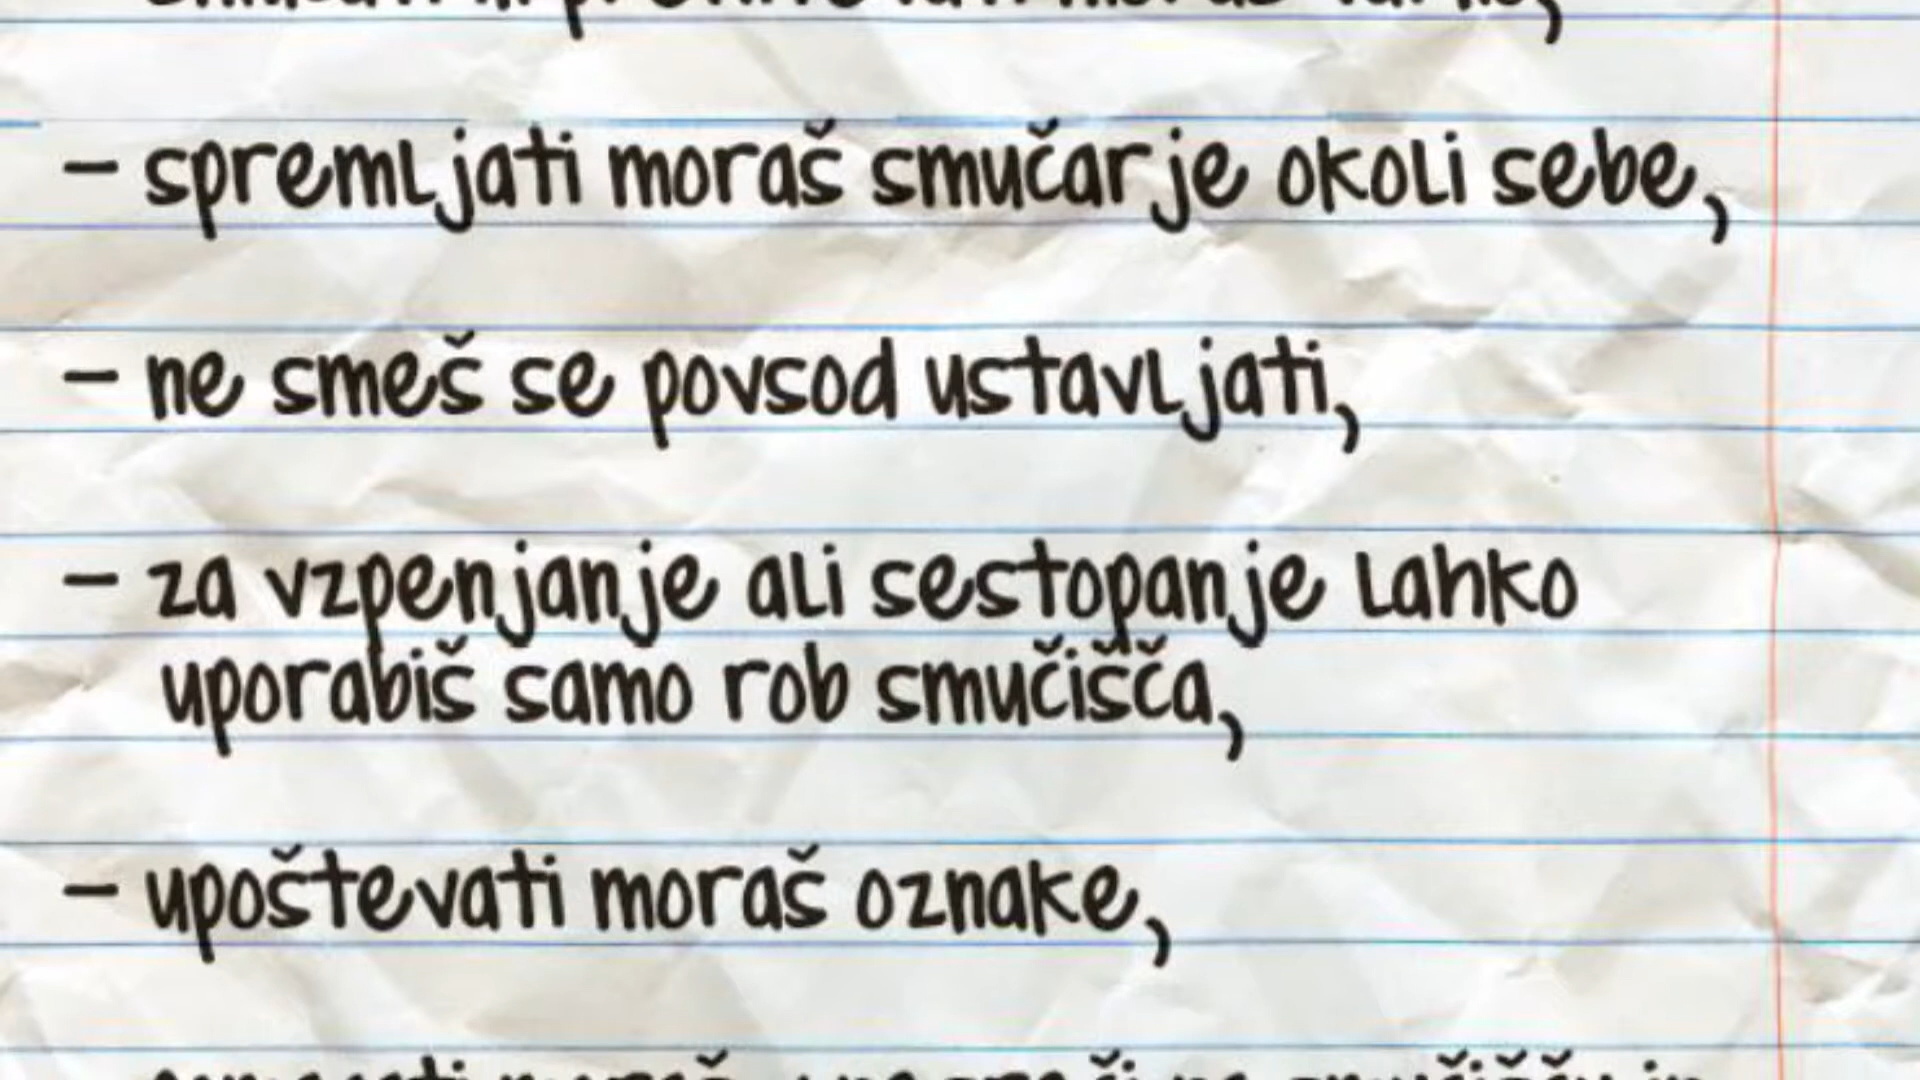 – spremljati moraš smučarje okoli sebe,
– ne smeš se povsod ustavljati,
– za vzpenjanje ali sestopanje lahko
uporabiš samo rob smučišča,
– upoštevati moraš oznake,